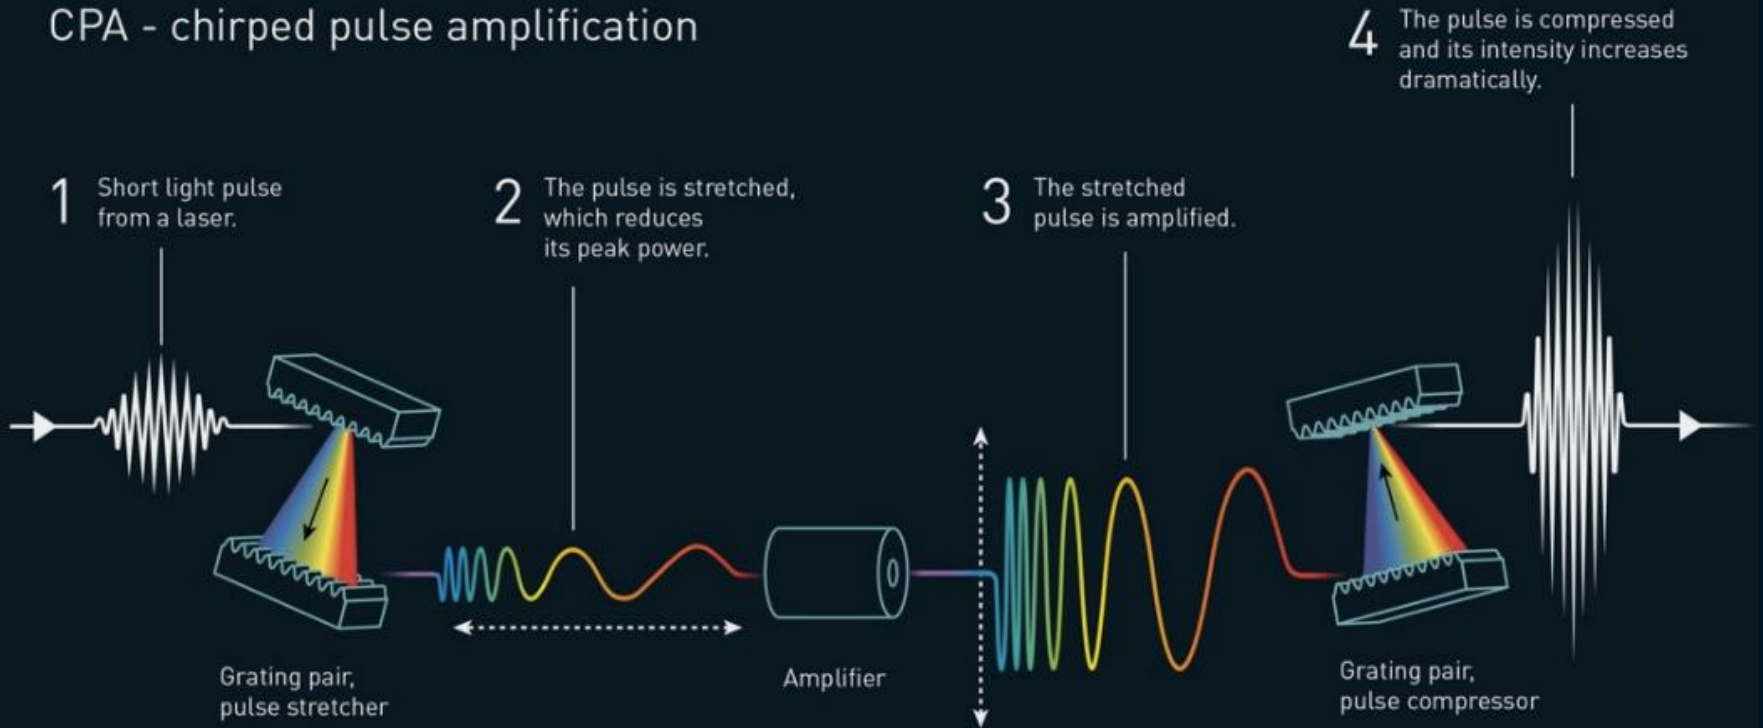 CPA - chirped pulse amplification
1 Short light pulse
from a laser.
2 The pulse is stretched,
which reduces
its peak power.
3 The stretched
pulse is amplified.
4 The pulse is compressed
and its intensity increases
dramatically.
Grating pair,
pulse stretcher
Amplifier
Grating pair,
pulse compressor